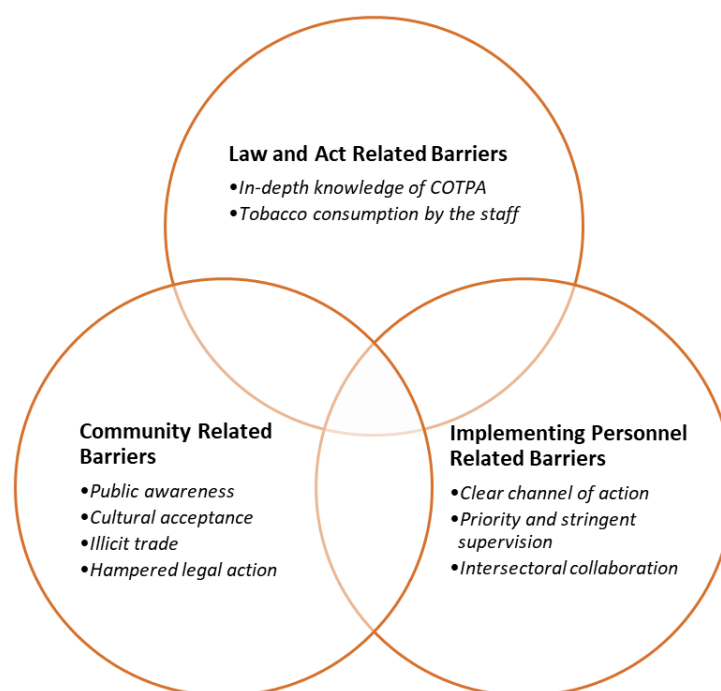 Law and Act Related Barriers
•In-depth knowledge of COTPA
•Tobacco consumption by the staff
Community Related
Barriers
•Public awareness
•Cultural acceptance
•Illicit trade
•Hampered legal action
Implementing Personnel
Related Barriers
•Clear channel of action
•Priority and stringent
supervision
•Intersectoral collaboration